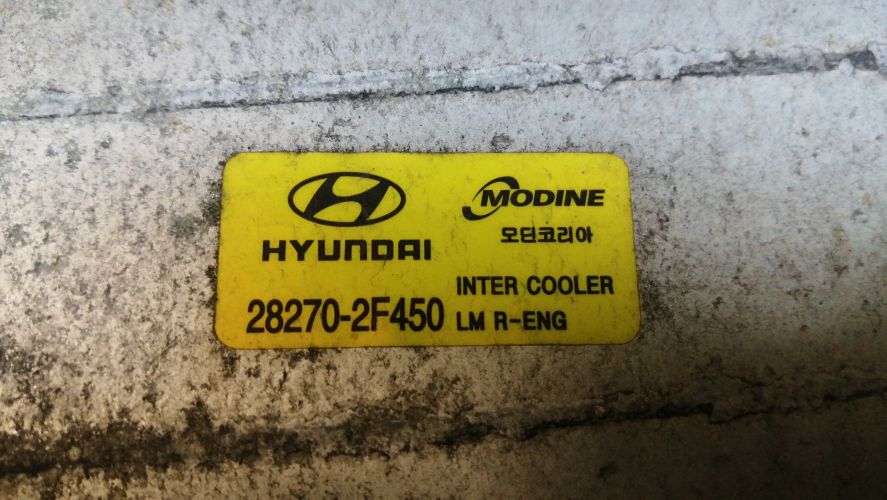 HYUNDAI
MODINE
모딘코리아
28270-2F450
INTER COOLER
LM R-ENG